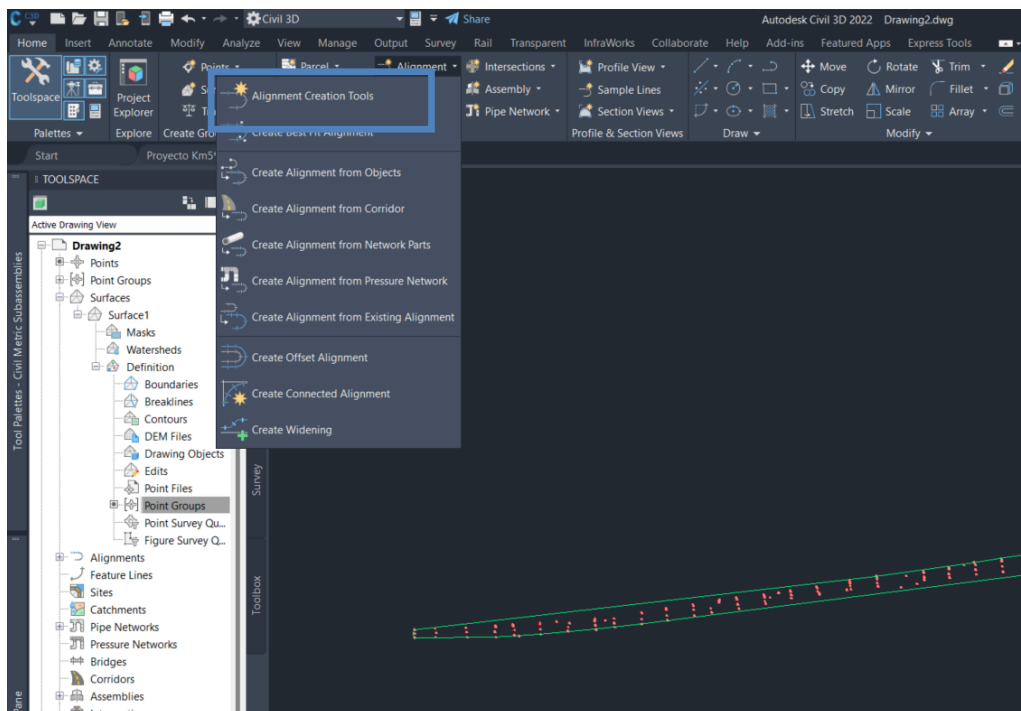 C3D Civil 3D Share Autodesk Civil 3D 2022 Drawing2.dwg
Home Insert Annotate Modify Analyze View Manage Output Survey Rail Transparent InfraWorks Collaborate Help Add-ins Featured Apps Express Tools
Parcel Alignment Intersections Profile View Move Rotate Trim
Toolspace Project Explorer Assembly Sample Lines Copy Mirror Fillet
Pipe Network Section Views Stretch Scale Array
Palettes Explore Profile & Section Views Draw Modify
Start Proyecto Km5
Alignment Creation Tools
Create Best Fit Alignment
Create Alignment from Objects
Create Alignment from Corridor
Create Alignment from Network Parts
Create Alignment from Pressure Network
Create Alignment from Existing Alignment
Create Offset Alignment
Create Connected Alignment
Create Widening
TOOLSPACE
Active Drawing View
Drawing2
Points
Point Groups
Surfaces
Surface1
Masks
Watersheds
Definition
Boundaries
Breaklines
Contours
DEM Files
Drawing Objects
Edits
Point Files
Point Groups
Point Survey Qu...
Figure Survey Q...
Alignments
Feature Lines
Sites
Catchments
Pipe Networks
Pressure Networks
Bridges
Corridors
Assemblies
Tool Palettes - Civil Metric Subassemblies
Survey
Toolbox